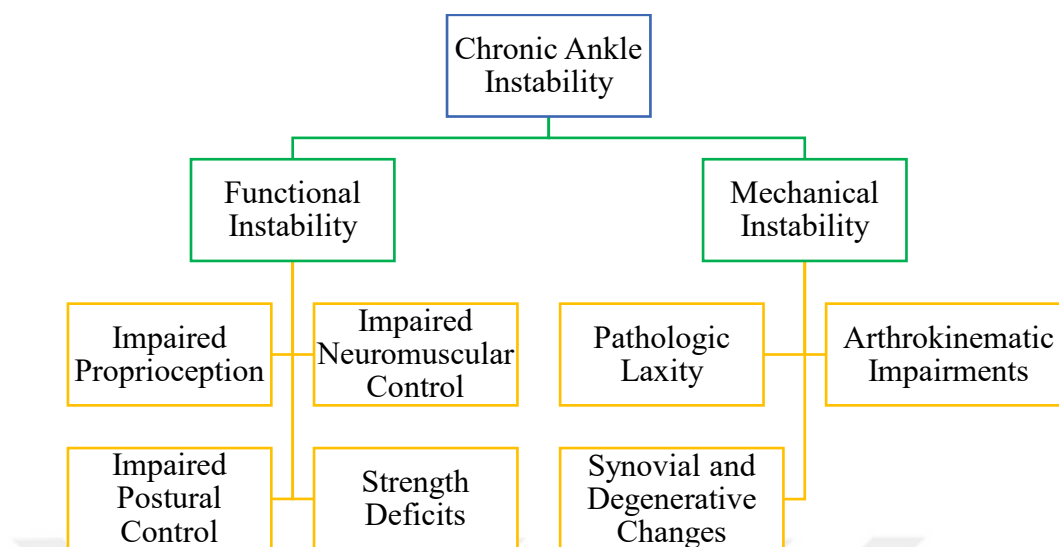 Chronic Ankle
Instability
Functional
Instability
Mechanical
Instability
Impaired
Proprioception
Impaired
Neuromuscular
Control
Pathologic
Laxity
Arthrokinematic
Impairments
Impaired
Postural
Control
Strength
Deficits
Synovial and
Degenerative
Changes